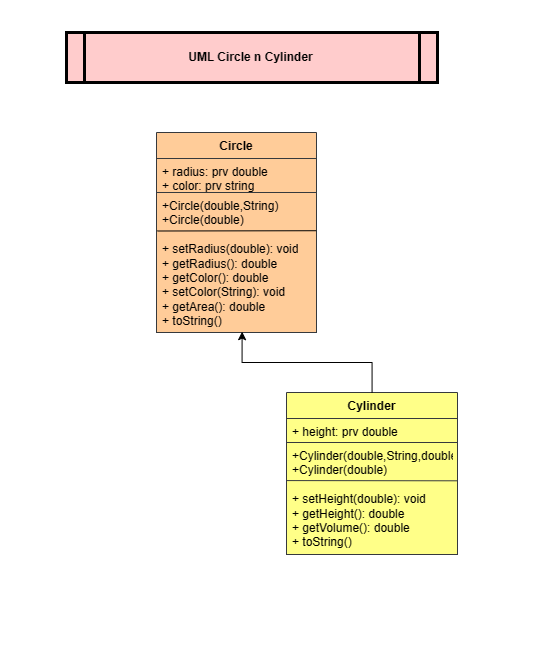 UML Circle n Cylinder
Circle
+ radius: prv double
+ color: prv string
+Circle(double,String)
+Circle(double)
+ setRadius(double): void
+ getRadius(): double
+ getColor(): double
+ setColor(String): void
+ getArea(): double
+ toString()
Cylinder
+ height: prv double
+Cylinder(double,String,double
+Cylinder(double)
+ setHeight(double): void
+ getHeight(): double
+ getVolume(): double
+ toString()